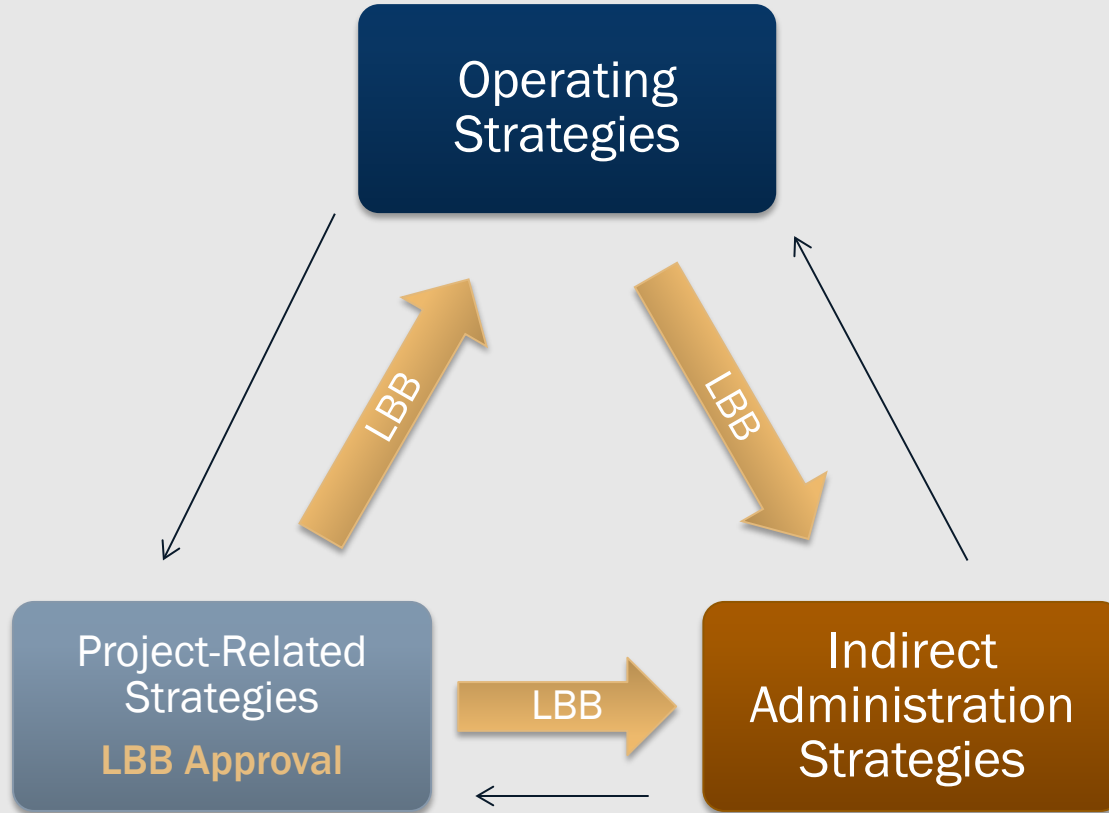 Operating
Strategies
LBB
LBB
Project-Related
Strategies
LBB Approval
LBB
Indirect
Administration
Strategies